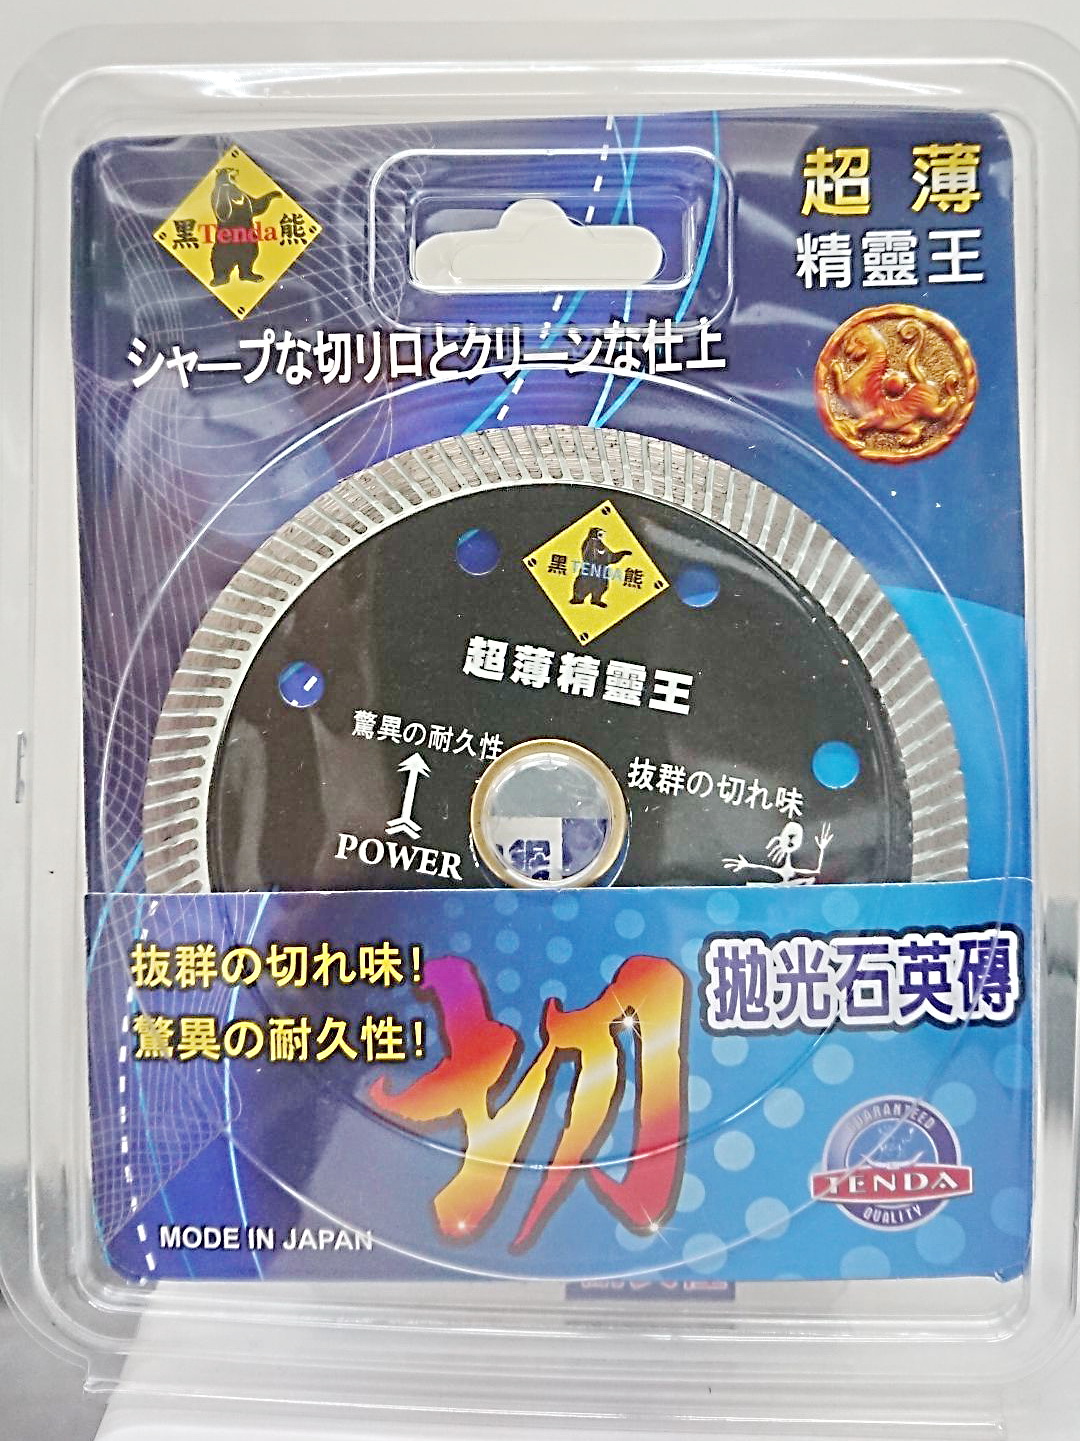 黑Tenda熊
超薄
精靈王
シャープな切り口とクリーンな仕上
黑TENDA熊
超薄精靈王
驚異の耐久性
抜群の切れ味
POWER
抜群の切れ味!
驚異の耐久性!
切
拋光石英磚
GUARANTEED
TENDA
QUALITY
MODE IN JAPAN